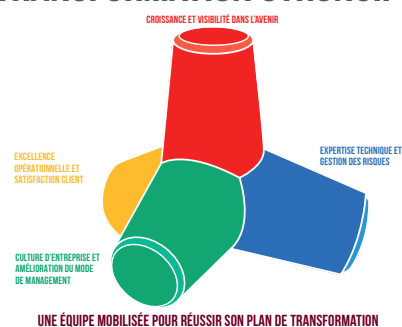 CROISSANCE ET VISIBILITÉ DANS L'AVENIR
EXCELLENCE
OPÉRATIONNELLE ET
SATISFACTION CLIENT
EXPERTISE TECHNIQUE ET
GESTION DES RISQUES
CULTURE D'ENTREPRISE ET
AMÉLIORATION DU MODE
DE MANAGEMENT
UNE ÉQUIPE MOBILISÉE POUR RÉUSSIR SON PLAN DE TRANSFORMATION